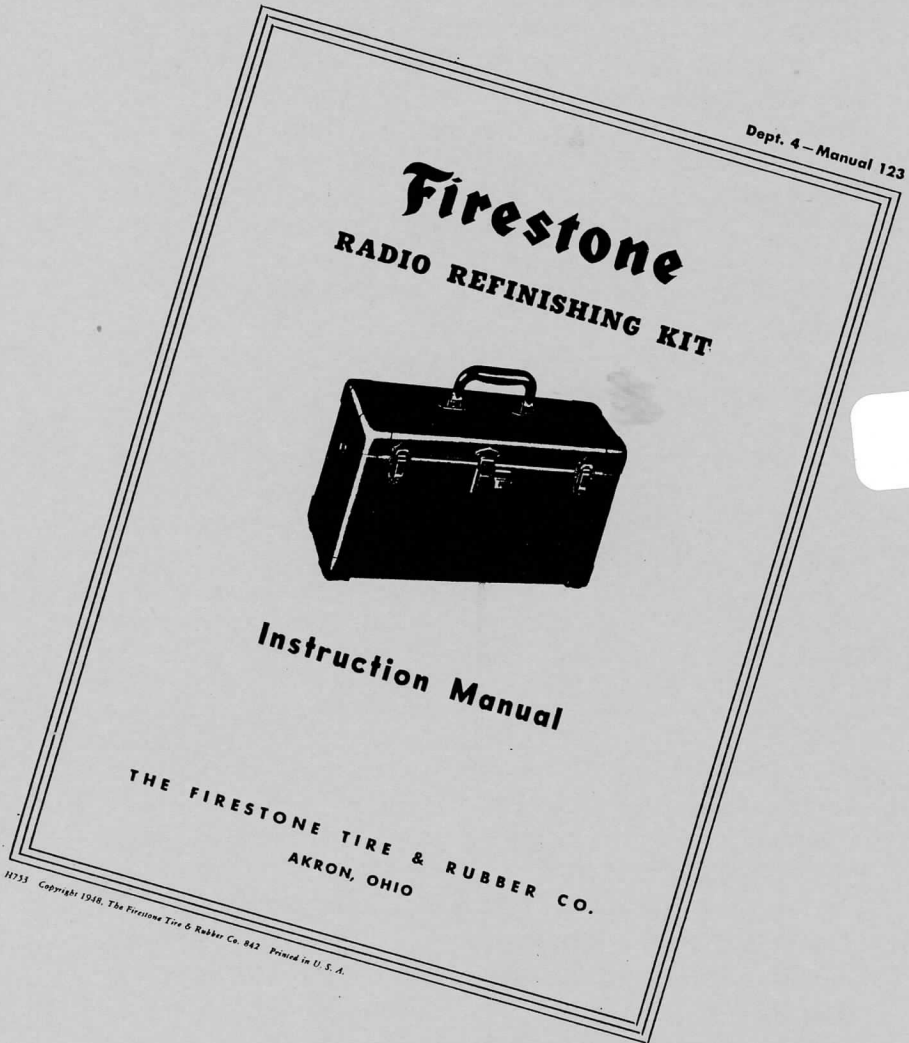 Dept. 4—Manual 123
Firestone
RADIO REFINISHING KIT
Instruction Manual
THE FIRESTONE TIRE & RUBBER CO.
AKRON, OHIO
H733 Copyright 1948, The Firestone Tire & Rubber Co. 842 Printed in U. S. A.